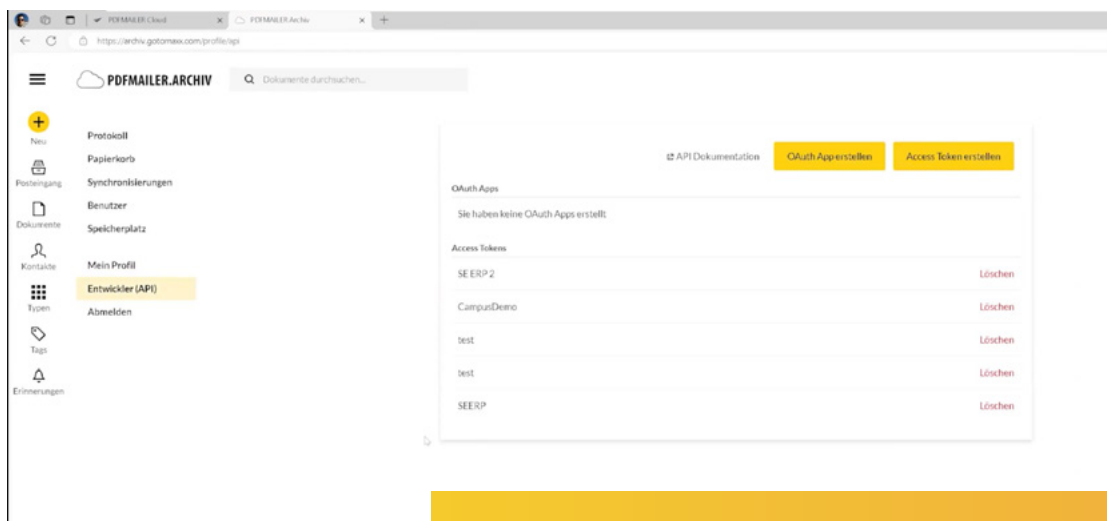 PDFMAILER Cloud
PDFMAILER.Archiv
https://archiv.gotomaxx.com/profile/api
PDFMAILER.ARCHIV
Dokumente durchsuchen...
Neu
Posteingang
Dokumente
Kontakte
Typen
Tags
Erinnerungen
Protokoll
Papierkorb
Synchronisierungen
Benutzer
Speicherplatz
Mein Profil
Entwickler (API)
Abmelden
API Dokumentation
OAuth App erstellen
Access Token erstellen
OAuth Apps
Sie haben keine OAuth Apps erstellt
Access Tokens
SE ERP 2 Löschen
CampusDemo Löschen
test Löschen
test Löschen
SEERP Löschen